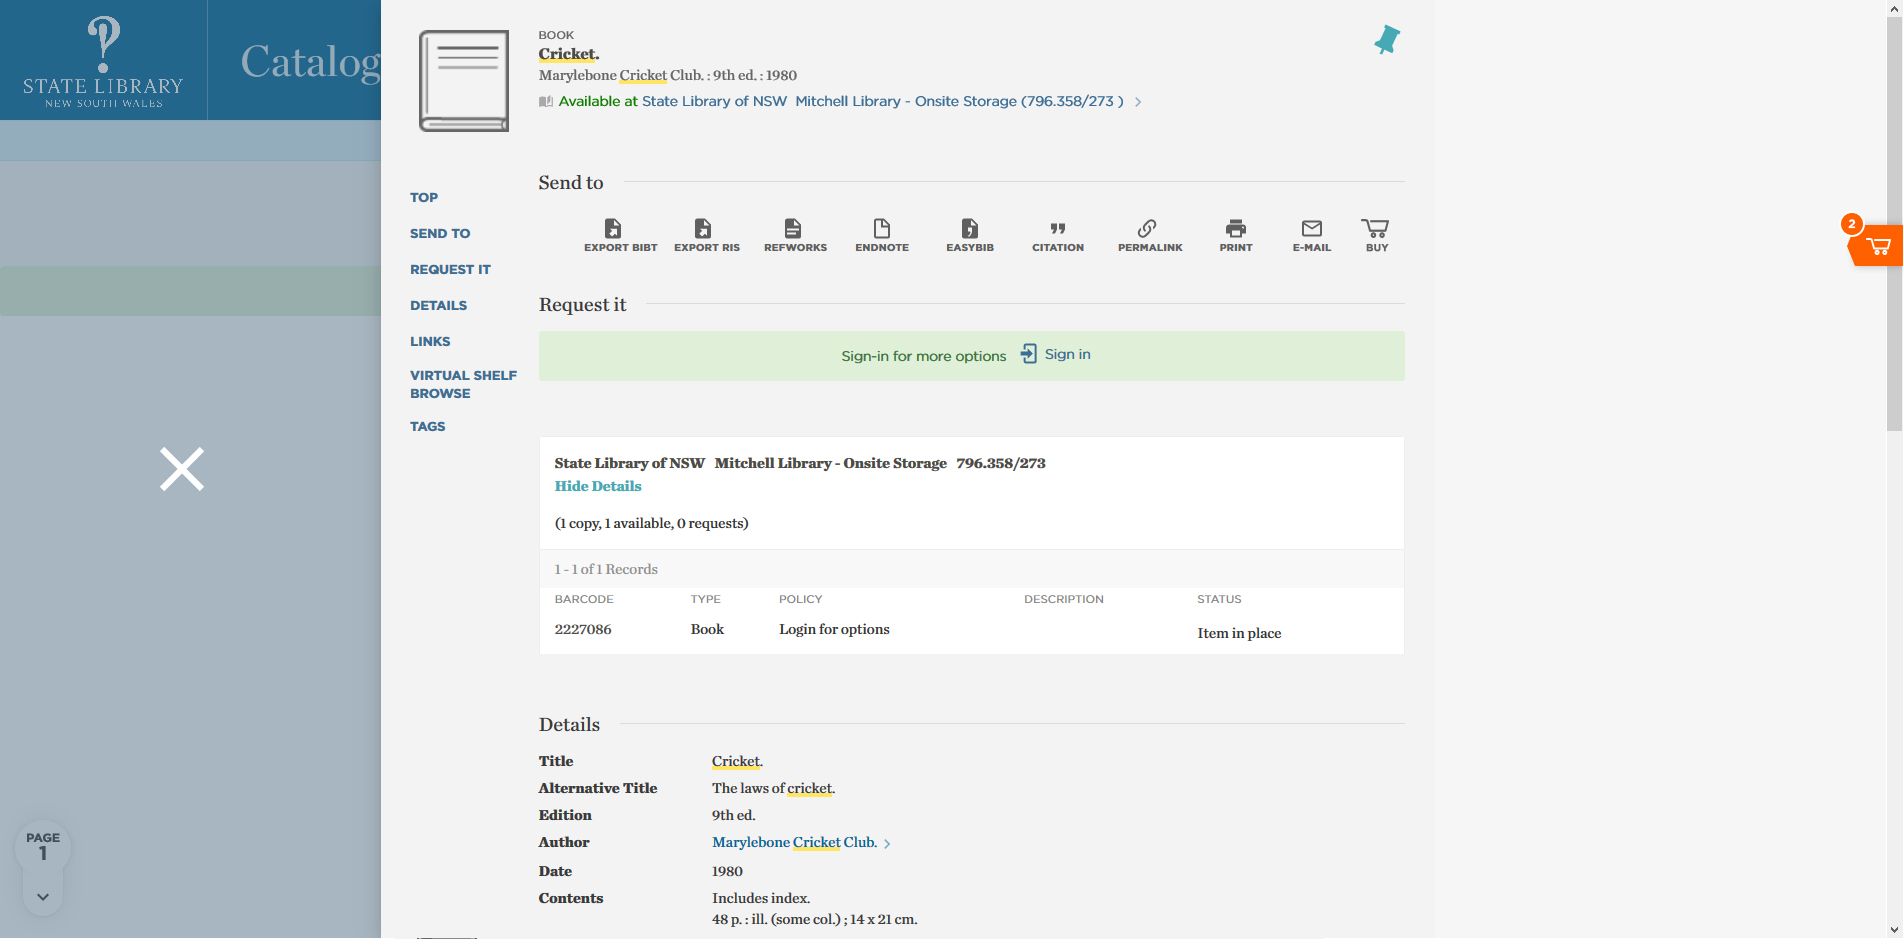 STATE LIBRARY
NEW SOUTH WALES
Catalog
BOOK
Cricket.
Marylebone Cricket Club. : 9th ed. : 1980
Available at State Library of NSW Mitchell Library - Onsite Storage (796.358/273 )
TOP
SEND TO
REQUEST IT
DETAILS
LINKS
VIRTUAL SHELF
BROWSE
TAGS
Send to
EXPORT BIBT EXPORT RIS REFWORKS ENDNOTE EASYBIB CITATION PERMALINK PRINT E-MAIL BUY
2
Request it
Sign-in for more options Sign in
State Library of NSW Mitchell Library - Onsite Storage 796.358/273
Hide Details
(1 copy, 1 available, 0 requests)
1 - 1 of 1 Records
BARCODE TYPE POLICY DESCRIPTION STATUS
2227086 Book Login for options Item in place
Details
Title Cricket.
Alternative Title The laws of cricket.
Edition 9th ed.
Author Marylebone Cricket Club.
Date 1980
Contents Includes index.
48 p. : ill. (some col.) ; 14 x 21 cm.
PAGE
1